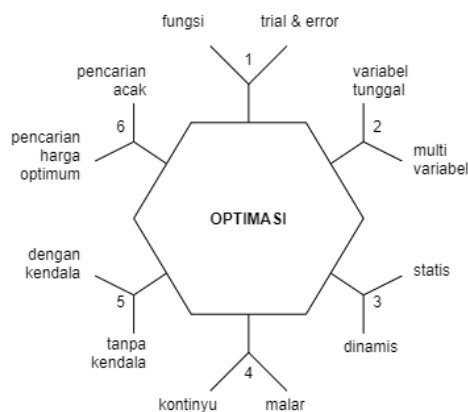 fungsi
trial & error
1
pencarian
acak
6
pencarian
harga
optimum
variabel
tunggal
2
multi
variabel
OPTIMASI
dengan
kendala
5
tanpa
kendala
statis
3
dinamis
4
kontinyu
malar